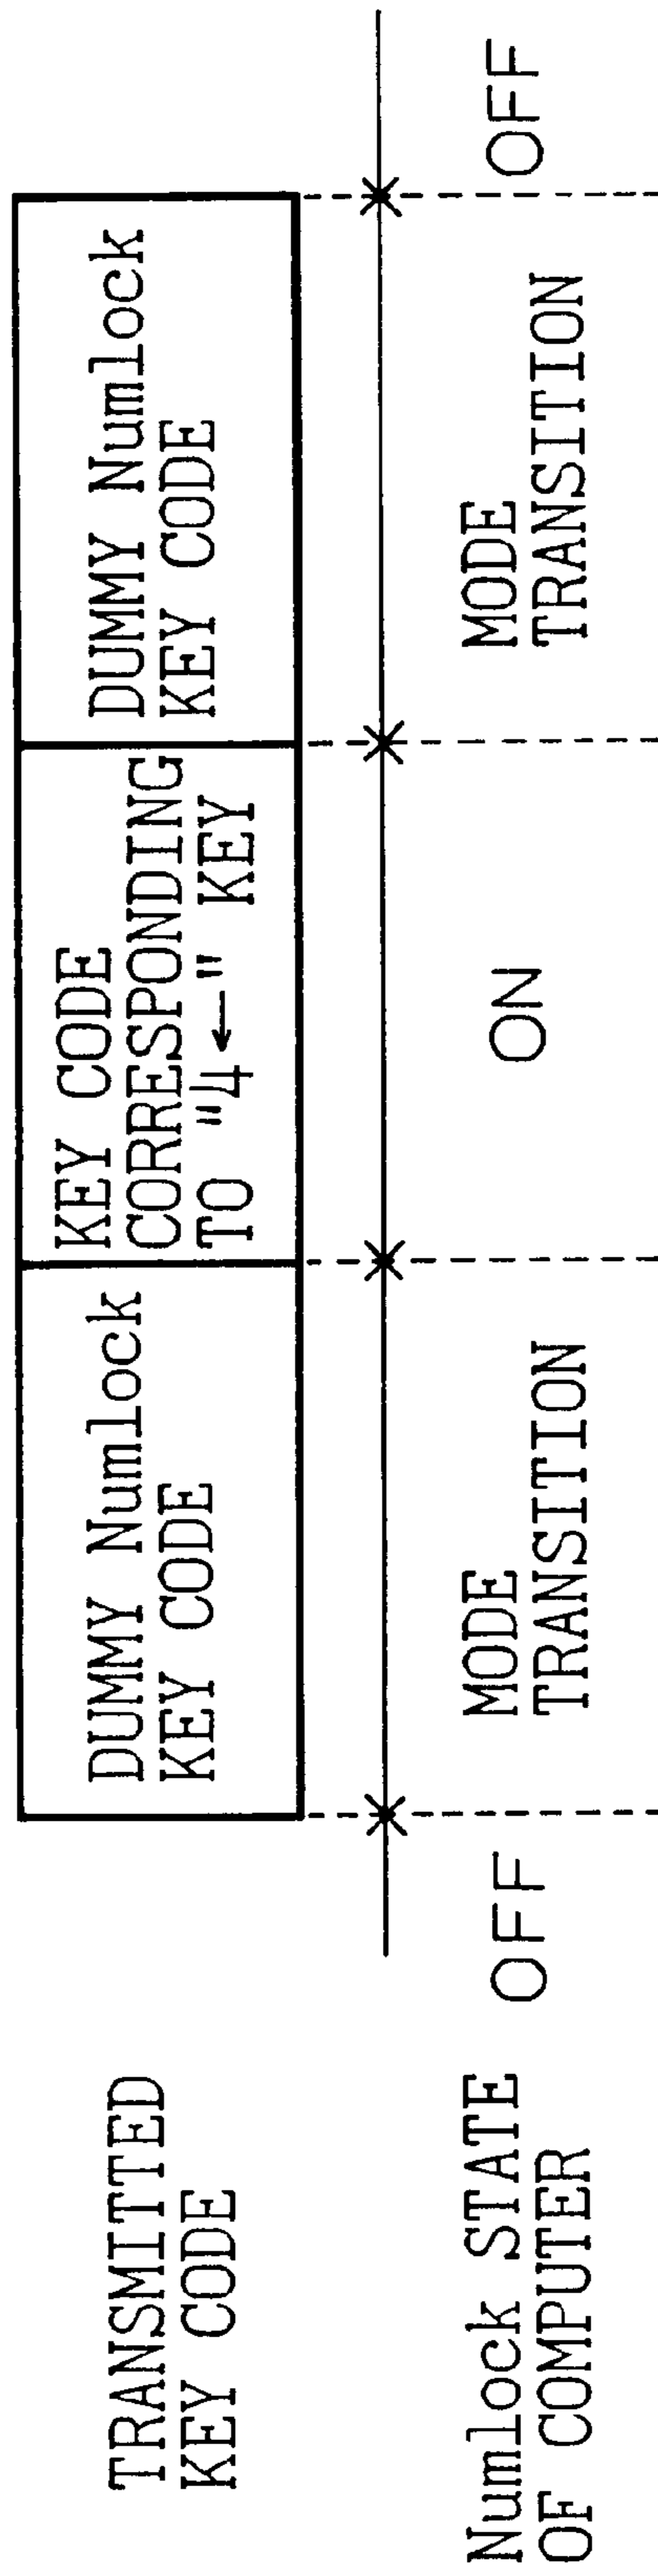 TRANSMITTED
KEY CODE
DUMMY Numlock
KEY CODE
KEY CODE
CORRESPONDING
TO "4←" KEY
DUMMY Numlock
KEY CODE
Numlock STATE
OF COMPUTER
OFF
MODE
TRANSITION
ON
MODE
TRANSITION
OFF